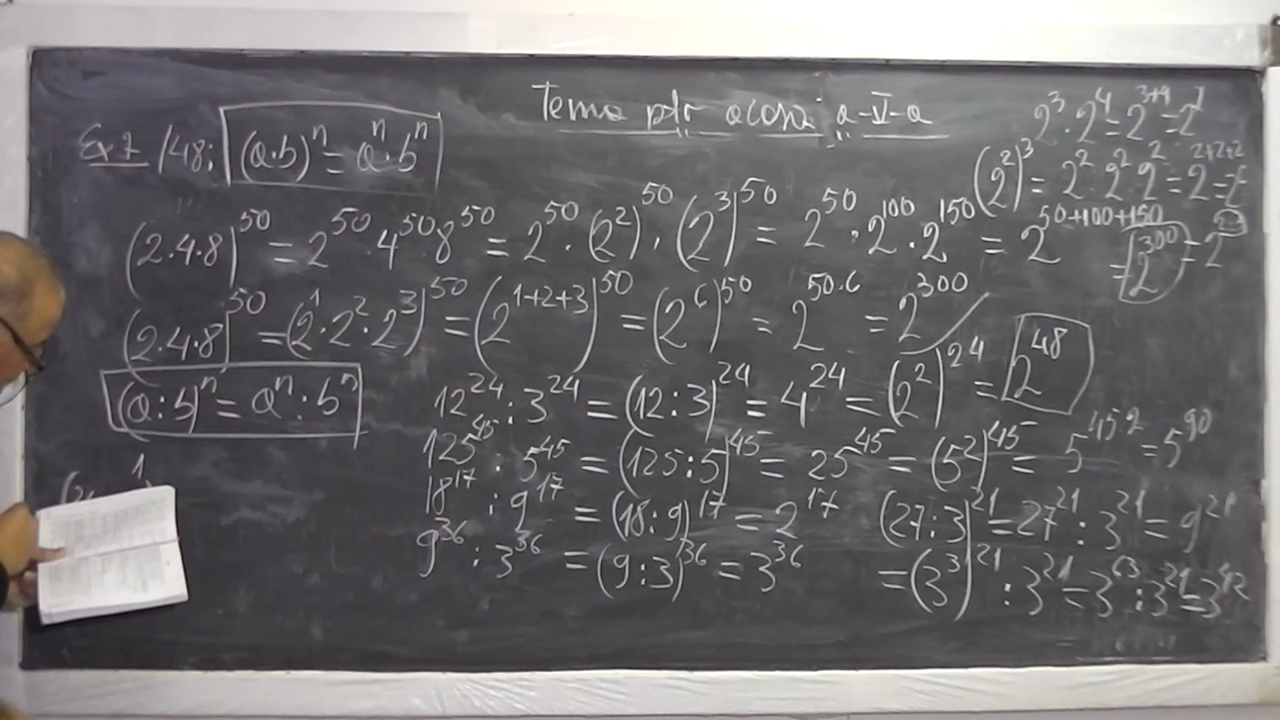 Tema ptr acasă a-V-a
2³·2⁴=2³⁺⁴=2⁷
Ex 7 /48; (a·b)ⁿ = aⁿ·bⁿ
(2²)³ = 2²·2²·2² = 2²⁺²⁺² = 2⁶
(2·4·8)⁵⁰ = 2⁵⁰·4⁵⁰·8⁵⁰ = 2⁵⁰·(2²)·(2³)⁵⁰ = 2⁵⁰·2¹⁰⁰·2¹⁵⁰ = 2⁵⁰⁺¹⁰⁰⁺¹⁵⁰
= 2³⁰⁰
(2·4·8)⁵⁰ = (2¹·2²·2³)⁵⁰ = (2¹⁺²⁺³)⁵⁰ = (2⁶)⁵⁰ = 2⁵⁰·⁶ = 2³⁰⁰
(a:b)ⁿ = aⁿ:bⁿ
12²⁴:3²⁴ = (12:3)²⁴ = 4²⁴ = (2²)²⁴ = 2⁴⁸
125⁴⁵:5⁴⁵ = (125:5)⁴⁵ = 25⁴⁵ = (5²)⁴⁵ = 5⁴⁵·² = 5⁹⁰
18¹⁷:9¹⁷ = (18:9)¹⁷ = 2¹⁷
(27:3)²¹ = 27²¹:3²¹ = 9²¹
9³⁶:3³⁶ = (9:3)³⁶ = 3³⁶
= (3³)²¹:3²¹ = 3⁶³:3²¹ = 3⁴²